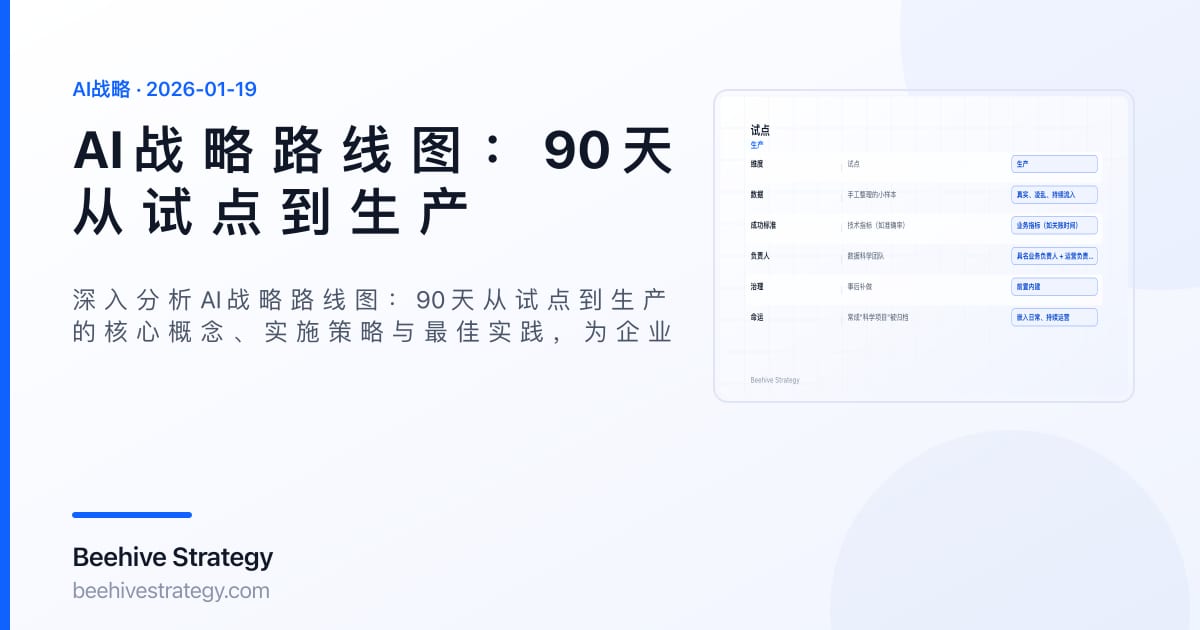 AI战略 · 2026-01-19
AI战略路线图：90天
从试点到生产
深入分析AI战略路线图：90天从试点到生产
的核心概念、实施策略与最佳实践，为企业
试点
生产
维度 试点 生产
数据 手工整理的小样本 真实、凌乱、持续流入
成功标准 技术指标（如准确率） 业务指标（如关账时间）
负责人 数据科学团队 具名业务负责人 + 运营负责...
治理 事后补做 前置内建
命运 常成"科学项目"被归档 嵌入日常、持续运营
Beehive Strategy
Beehive Strategy
beehivestrategy.com